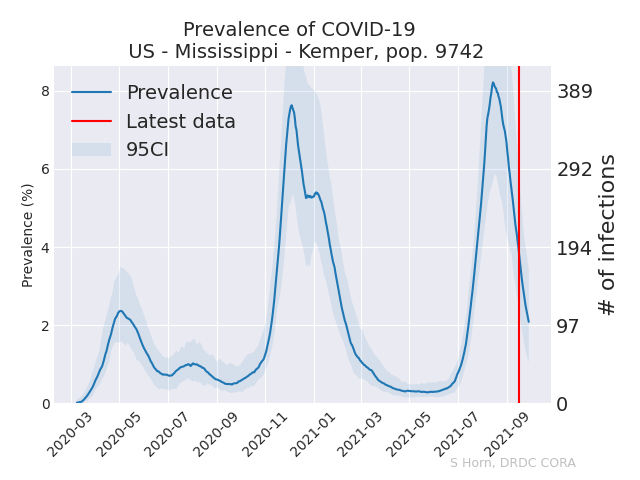 Prevalence of COVID-19
US - Mississippi - Kemper, pop. 9742
Prevalence
Latest data
95CI
Prevalence (%)
8
6
4
2
0
389
292
194
97
0
# of infections
2020-03
2020-05
2020-07
2020-09
2020-11
2021-01
2021-03
2021-05
2021-07
2021-09
S Horn, DRDC CORA